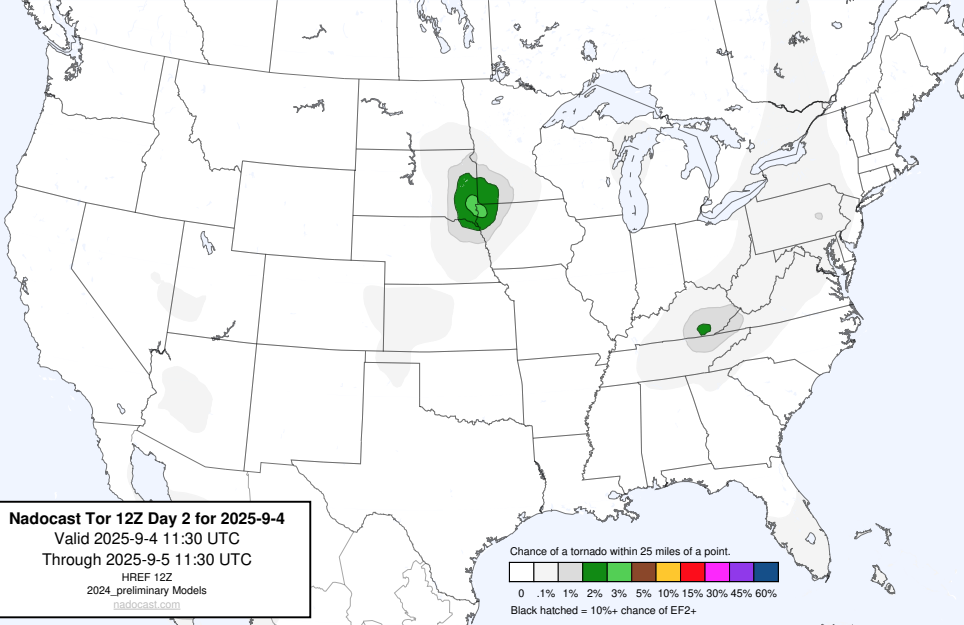 Nadocast Tor 12Z Day 2 for 2025-9-4
Valid 2025-9-4 11:30 UTC
Through 2025-9-5 11:30 UTC
HREF 12Z
2024_preliminary Models
nadocast.com
Chance of a tornado within 25 miles of a point.
0 .1% 1% 2% 3% 5% 10% 15% 30% 45% 60%
Black hatched = 10%+ chance of EF2+